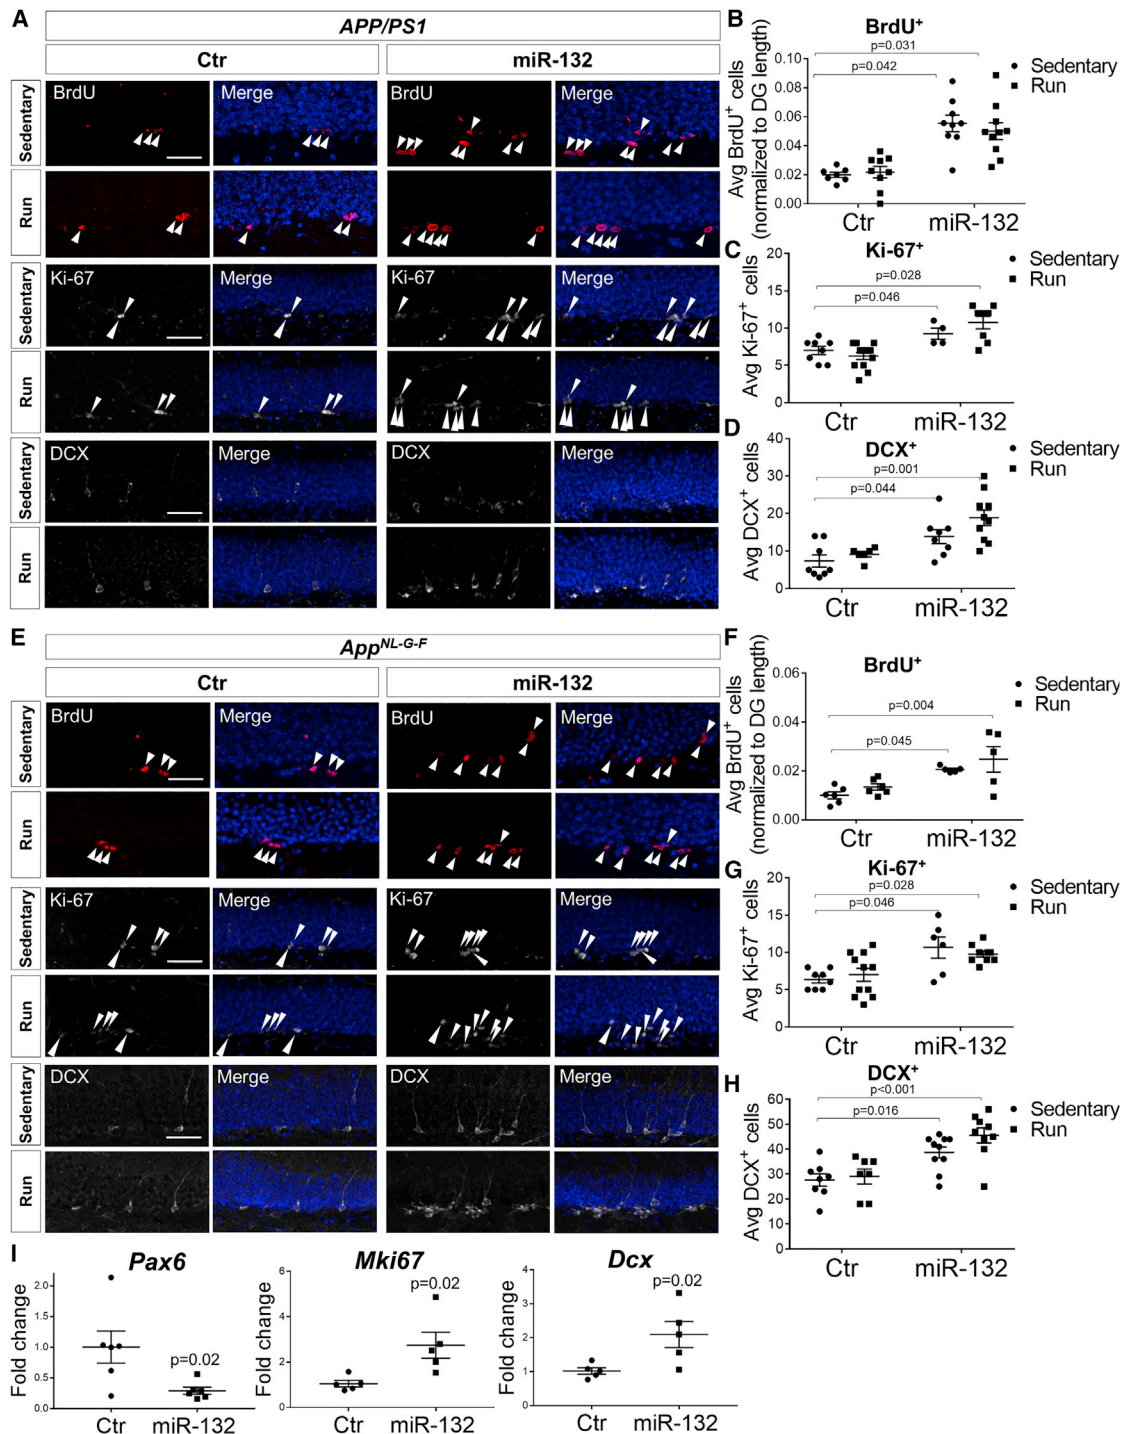 A
APP/PS1
Ctr
miR-132
Sedentary
BrdU
Merge
BrdU
Merge
Run
Sedentary
Ki-67
Merge
Ki-67
Merge
Run
Sedentary
DCX
Merge
DCX
Merge
Run
B
BrdU+
Avg BrdU+ cells
(normalized to DG length)
p=0.031
p=0.042
0.10
0.08
0.06
0.04
0.02
0.00
Ctr
miR-132
Sedentary
Run
C
Ki-67+
Avg Ki-67+ cells
p=0.028
p=0.046
20
15
10
5
0
Ctr
miR-132
Sedentary
Run
D
DCX+
Avg DCX+ cells
p=0.001
p=0.044
40
30
20
10
0
Ctr
miR-132
Sedentary
Run
E
AppNL-G-F
Ctr
miR-132
Sedentary
BrdU
Merge
BrdU
Merge
Run
Sedentary
Ki-67
Merge
Ki-67
Merge
Run
Sedentary
DCX
Merge
DCX
Merge
Run
F
BrdU+
Avg BrdU+ cells
(normalized to DG length)
p=0.004
p=0.045
0.06
0.04
0.02
0.00
Ctr
miR-132
Sedentary
Run
G
Ki-67+
Avg Ki-67+ cells
p=0.028
p=0.046
20
15
10
5
0
Ctr
miR-132
Sedentary
Run
H
DCX+
Avg DCX+ cells
p<0.001
p=0.016
60
50
40
30
20
10
0
Ctr
miR-132
Sedentary
Run
I
Pax6
Fold change
2.0
1.5
1.0
0.5
0.0
p=0.02
Ctr
miR-132
Mki67
Fold change
6
4
2
0
p=0.02
Ctr
miR-132
Dcx
Fold change
4
3
2
1
0
p=0.02
Ctr
miR-132